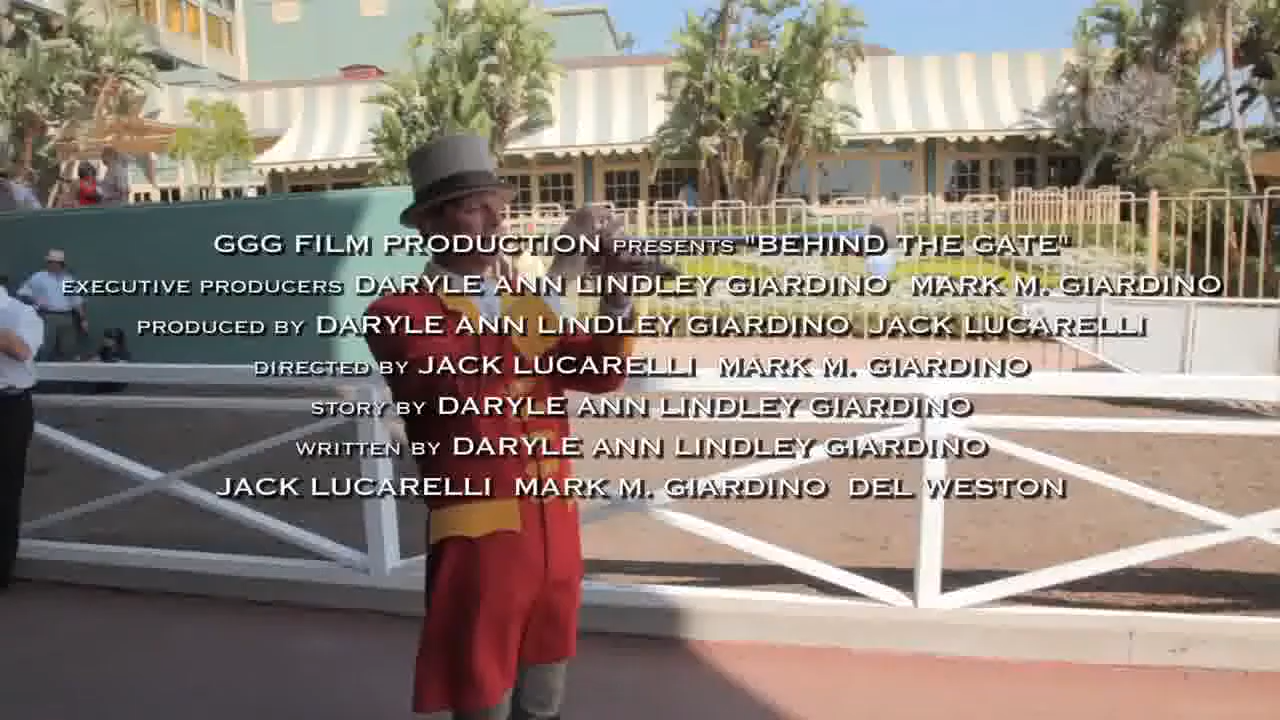 GGG FILM PRODUCTION PRESENTS "BEHIND THE GATE"
EXECUTIVE PRODUCERS DARYLE ANN LINDLEY GIARDINO MARK M. GIARDINO
PRODUCED BY DARYLE ANN LINDLEY GIARDINO JACK LUCARELLI
DIRECTED BY JACK LUCARELLI MARK M. GIARDINO
STORY BY DARYLE ANN LINDLEY GIARDINO
WRITTEN BY DARYLE ANN LINDLEY GIARDINO
JACK LUCARELLI MARK M. GIARDINO DEL WESTON